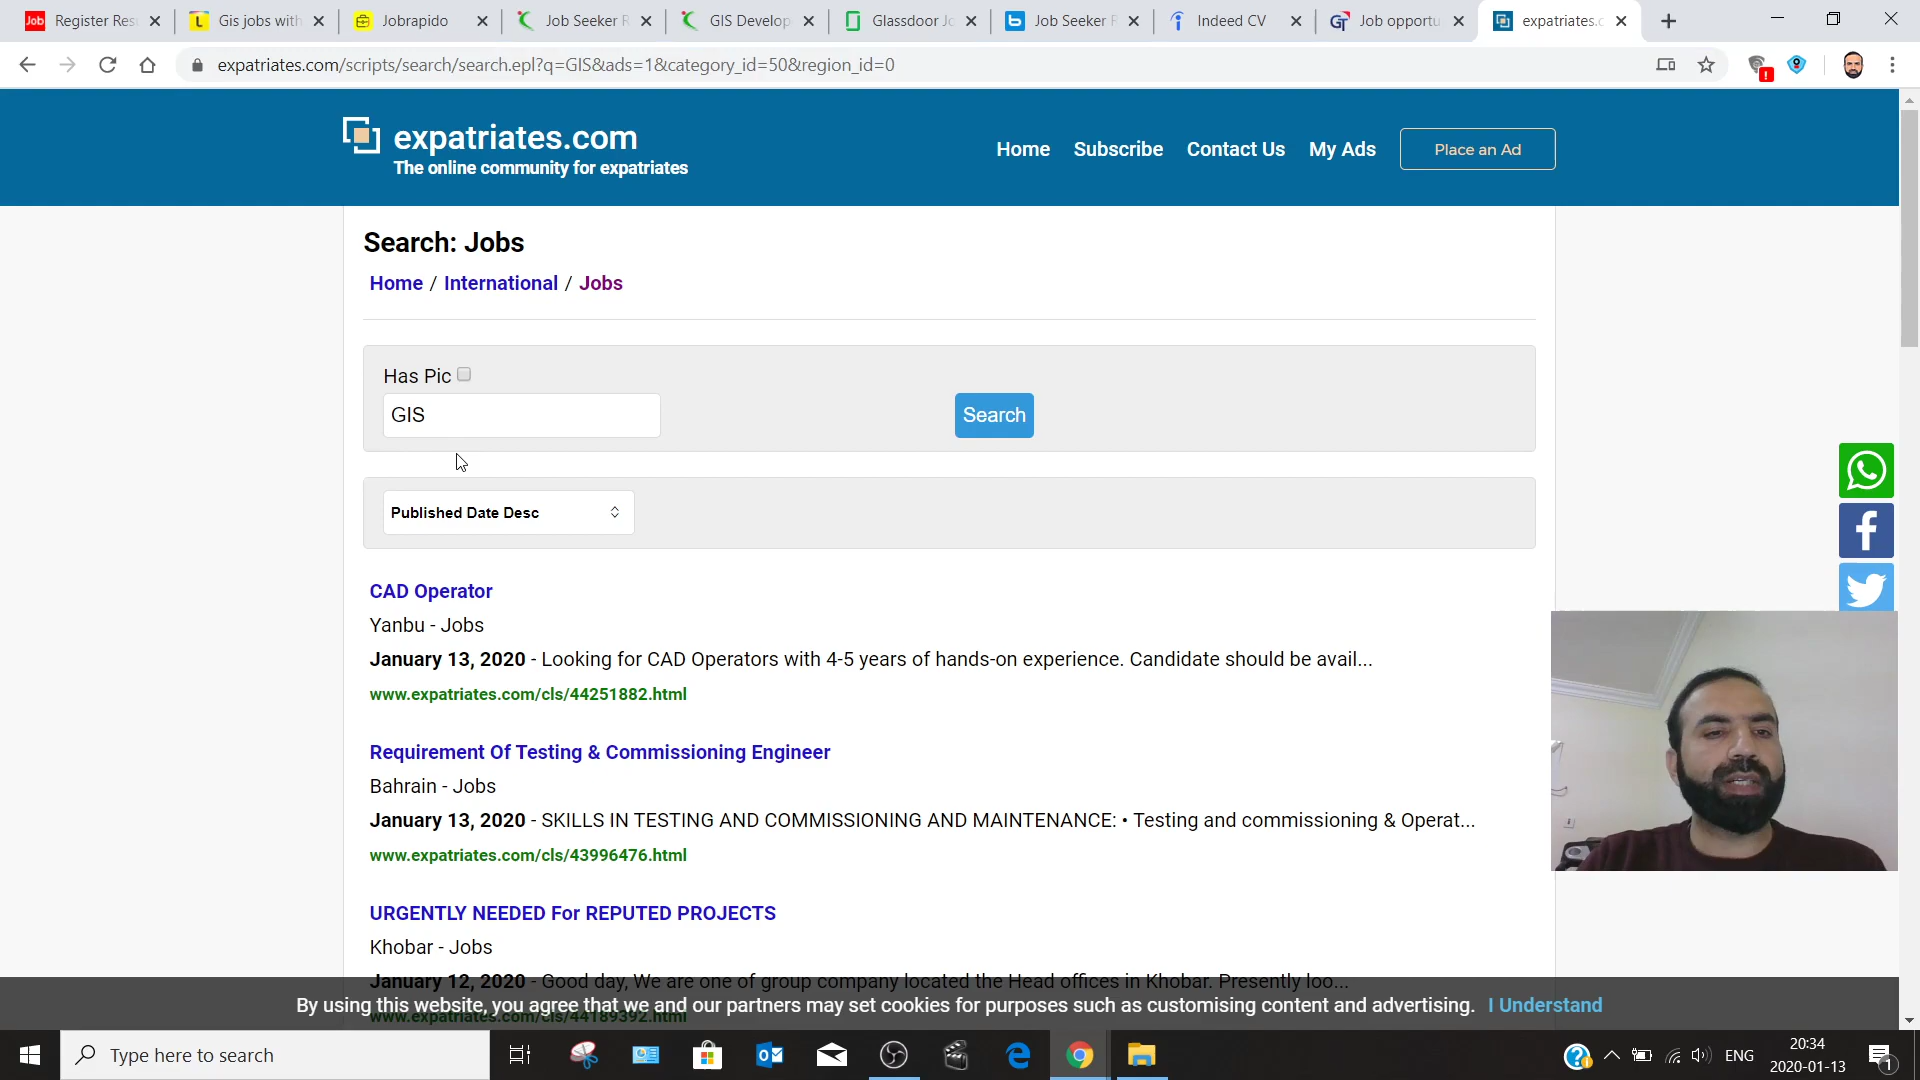 Job Register Res
L Gis jobs with
Jobrapido
Job Seeker R
GIS Develop
Glassdoor Jo
b Job Seeker R
Indeed CV
GT Job opportu
expatriates.c
expatriates.com/scripts/search/search.epl?q=GIS&ads=1&category_id=50&region_id=0
expatriates.com
The online community for expatriates
Home Subscribe Contact Us My Ads Place an Ad
Search: Jobs
Home / International / Jobs
Has Pic
GIS
Search
Published Date Desc
CAD Operator
Yanbu - Jobs
January 13, 2020 - Looking for CAD Operators with 4-5 years of hands-on experience. Candidate should be avail...
www.expatriates.com/cls/44251882.html
Requirement Of Testing & Commissioning Engineer
Bahrain - Jobs
January 13, 2020 - SKILLS IN TESTING AND COMMISSIONING AND MAINTENANCE: • Testing and commissioning & Operat...
www.expatriates.com/cls/43996476.html
URGENTLY NEEDED For REPUTED PROJECTS
Khobar - Jobs
January 12, 2020 - Good day, We are one of group company located the Head offices in Khobar. Presently loo...
By using this website, you agree that we and our partners may set cookies for purposes such as customising content and advertising. I Understand
www.expatriates.com/cls/44189392.html
Type here to search
ENG
20:34
2020-01-13
1